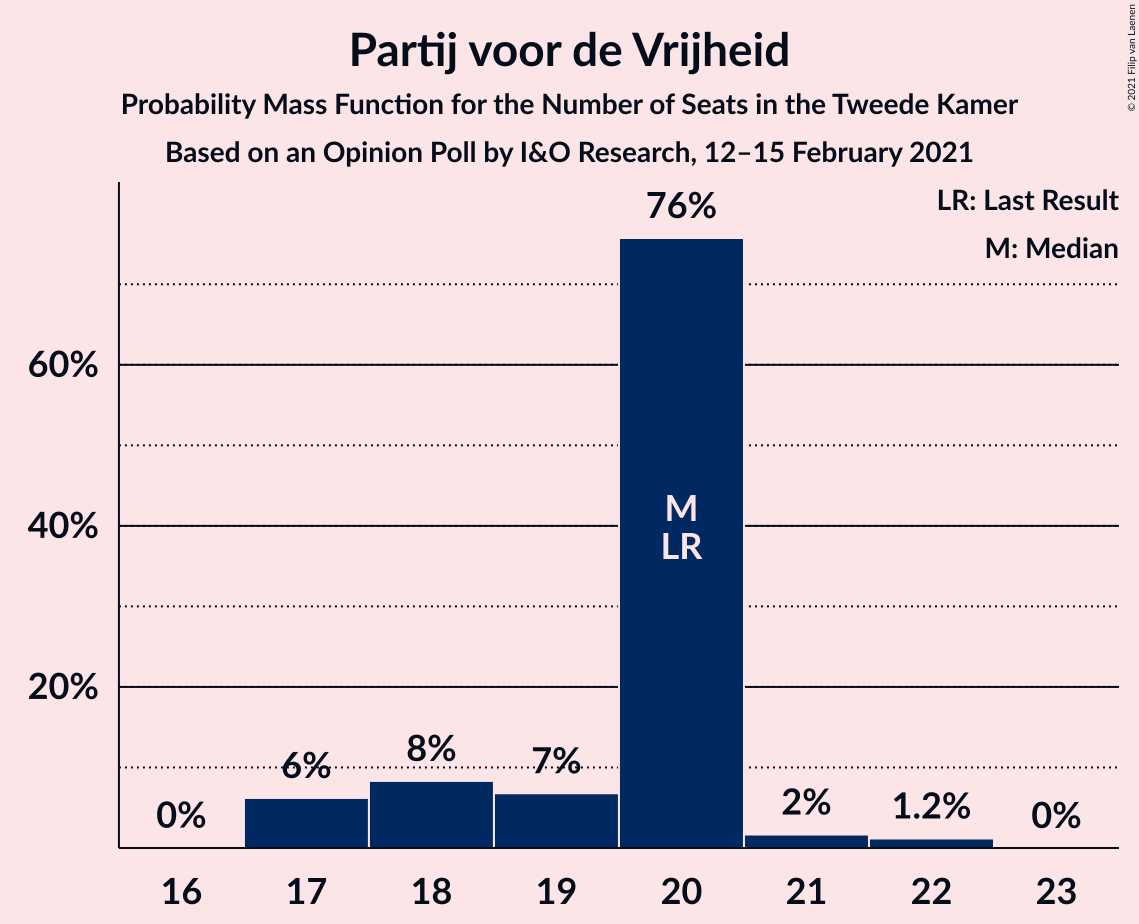 Partij voor de Vrijheid
Probability Mass Function for the Number of Seats in the Tweede Kamer
Based on an Opinion Poll by I&O Research, 12–15 February 2021
© 2021 Filip van Laenen
LR: Last Result
M: Median
76%
60%
40%
20%
M
LR
0%
6%
8%
7%
2%
1.2%
0%
16
17
18
19
20
21
22
23